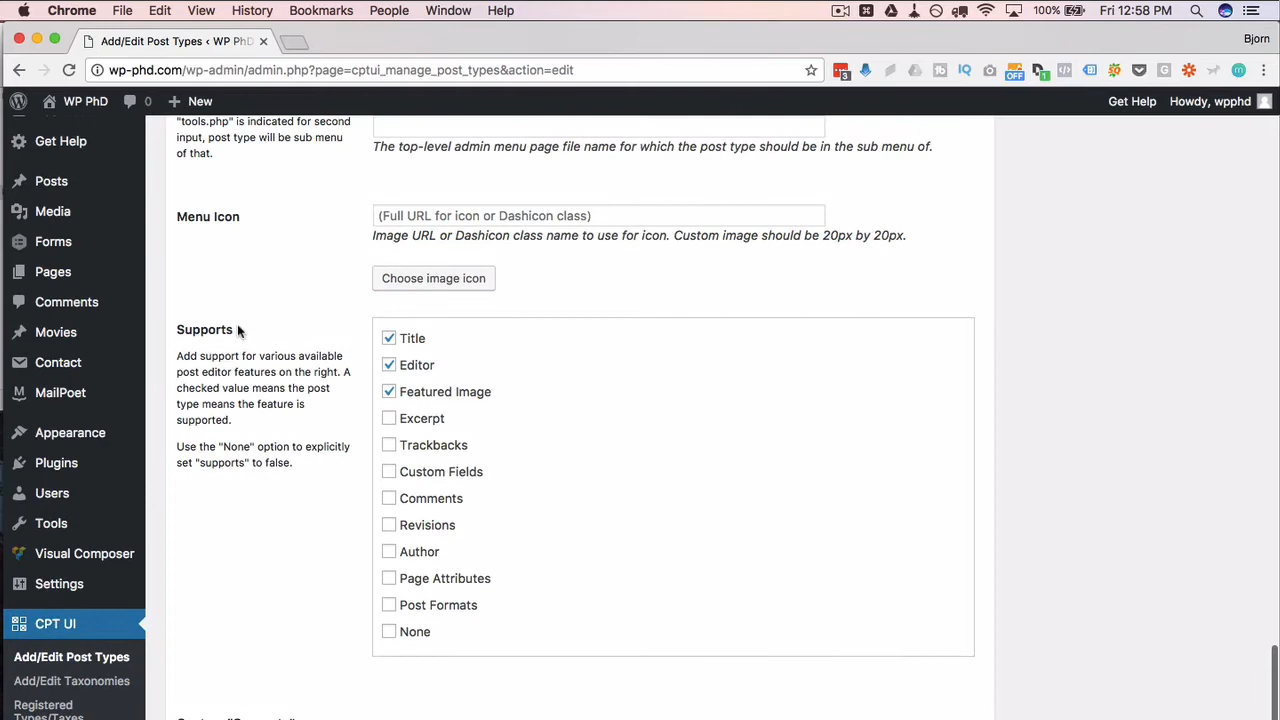 Chrome File Edit View History Bookmarks People Window Help 100% Fri 12:58 PM
Add/Edit Post Types ‹ WP PhD Bjorn
wp-phd.com/wp-admin/admin.php?page=cptui_manage_post_types&action=edit
3 OFF 1
WP PhD 0 New Get Help Howdy, wpphd
Get Help
Posts
Media
Forms
Pages
Comments
Movies
Contact
MailPoet
Appearance
Plugins
Users
Tools
Visual Composer
Settings
CPT UI
Add/Edit Post Types
Add/Edit Taxonomies
Registered
Types/Taxes
"tools.php" is indicated for second
input, post type will be sub menu
of that.
The top-level admin menu page file name for which the post type should be in the sub menu of.
Menu Icon
(Full URL for icon or Dashicon class)
Image URL or Dashicon class name to use for icon. Custom image should be 20px by 20px.
Choose image icon
Supports
Add support for various available
post editor features on the right. A
checked value means the post
type means the feature is
supported.
Use the "None" option to explicitly
set "supports" to false.
Title
Editor
Featured Image
Excerpt
Trackbacks
Custom Fields
Comments
Revisions
Author
Page Attributes
Post Formats
None